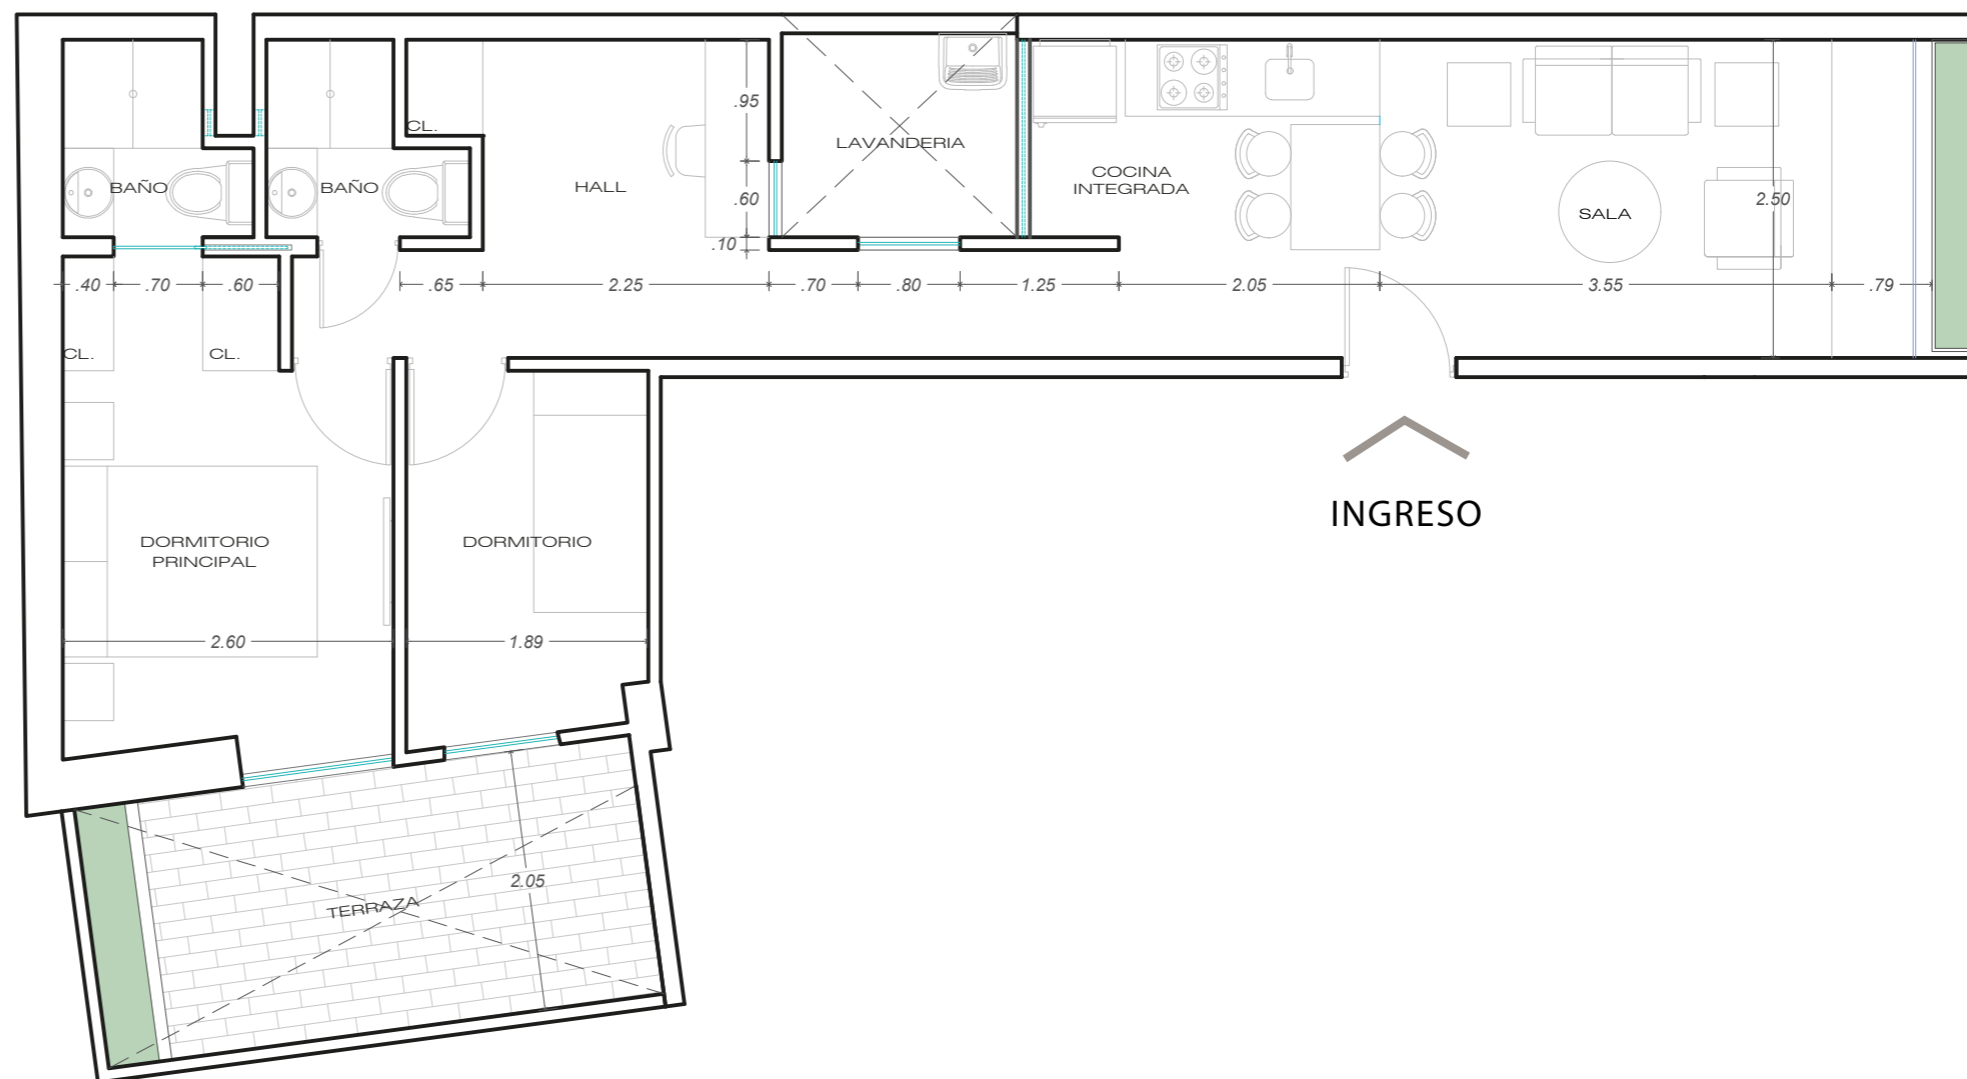 .95
CL.
LAVANDERIA
COCINA
INTEGRADA
BAÑO
BAÑO
HALL
.60
2.50
SALA
.10
.40
.70
.60
.65
2.25
.70
.80
1.25
2.05
3.55
.79
CL.
CL.
INGRESO
DORMITORIO
PRINCIPAL
DORMITORIO
2.60
1.89
2.05
TERRAZA